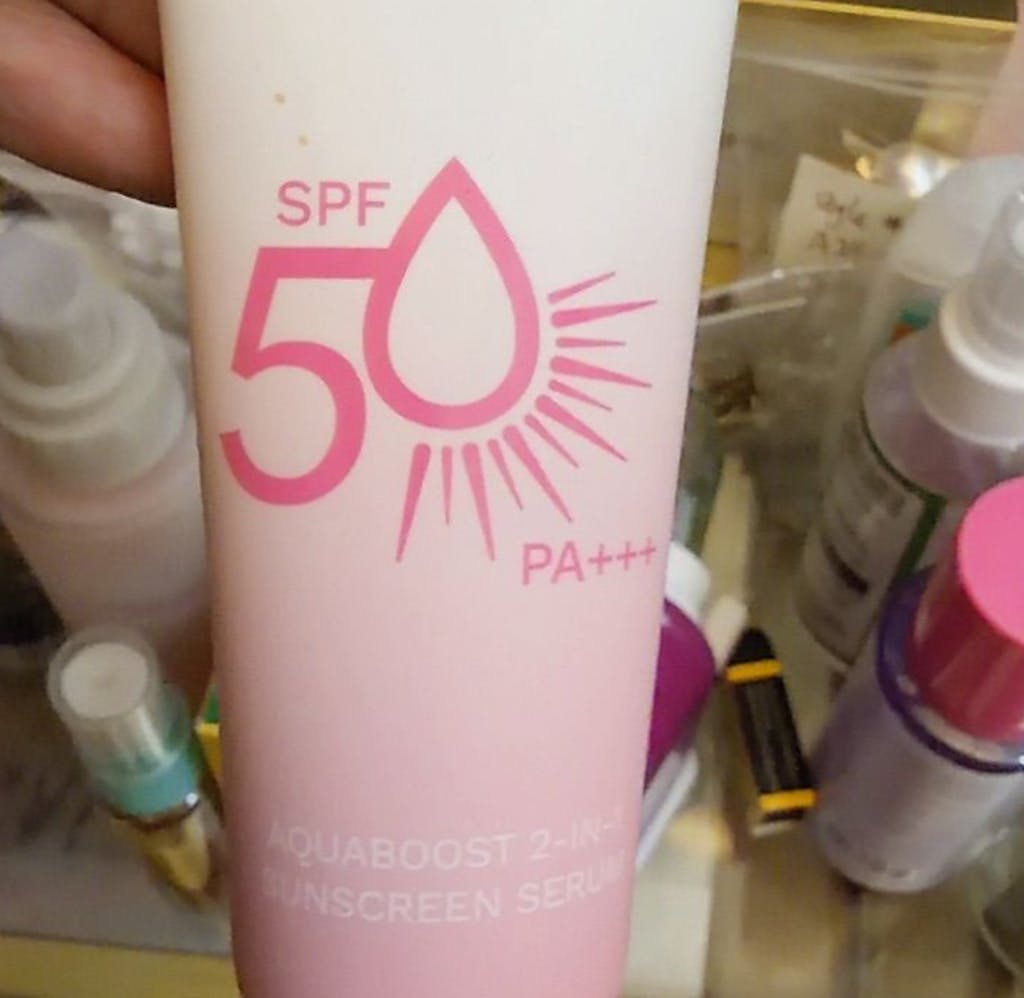 SPF
50
PA+++
AQUABOOST 2-IN-1
SUNSCREEN SERUM